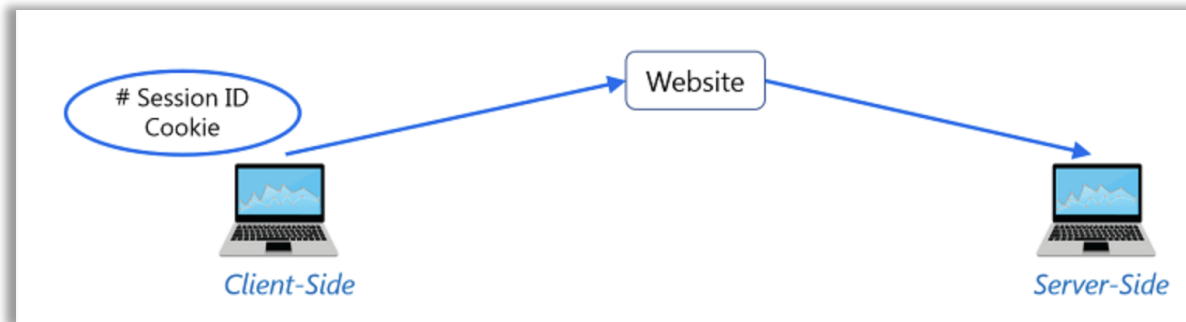 # Session ID
Cookie
Website
Client-Side
Server-Side